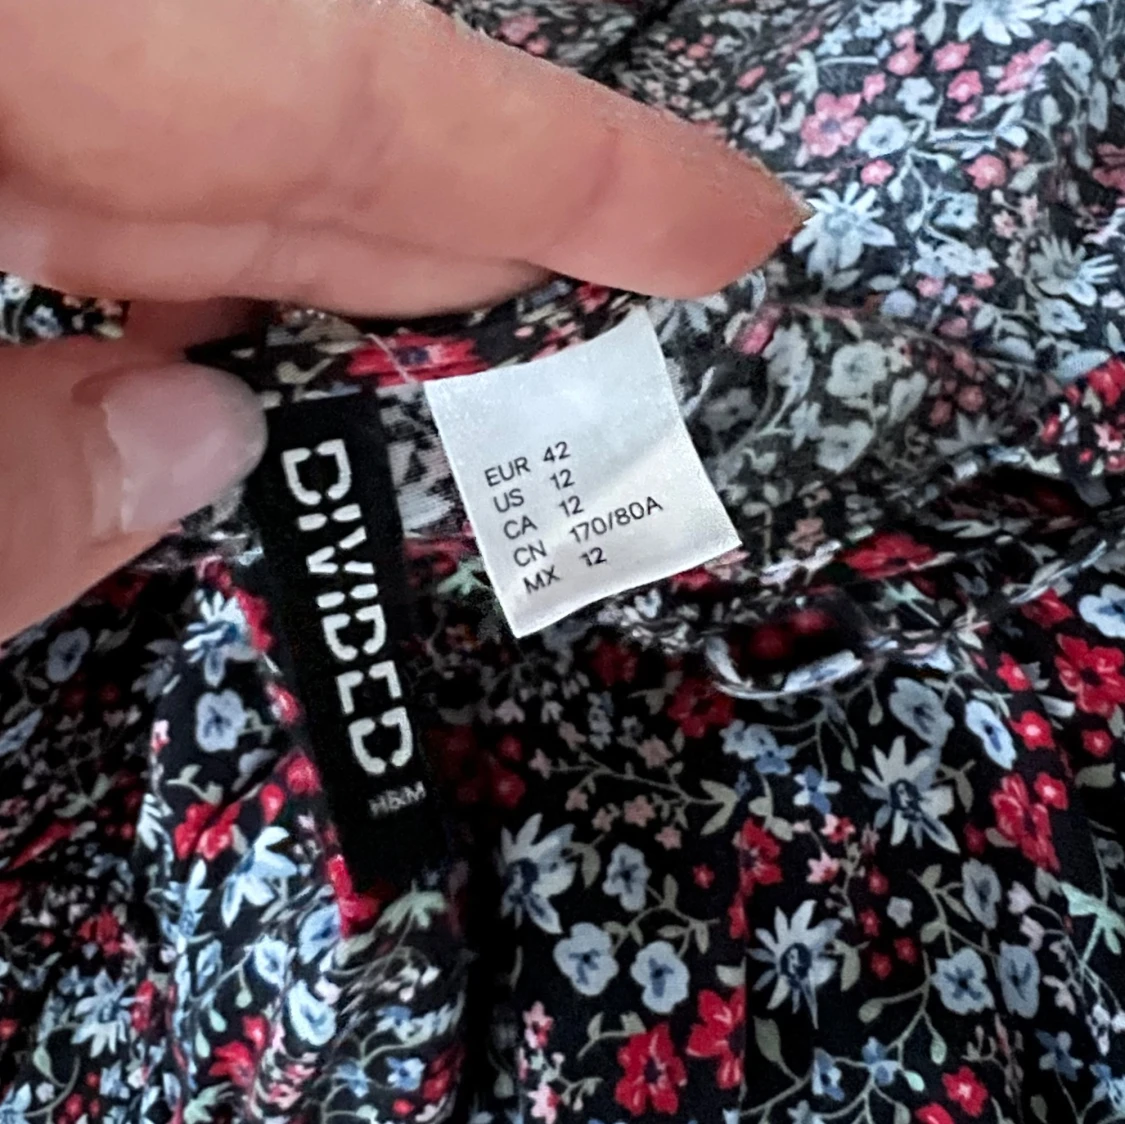 DIVIDED
H&M
EUR 42
US 12
CA 12
CN 170/80A
MX 12